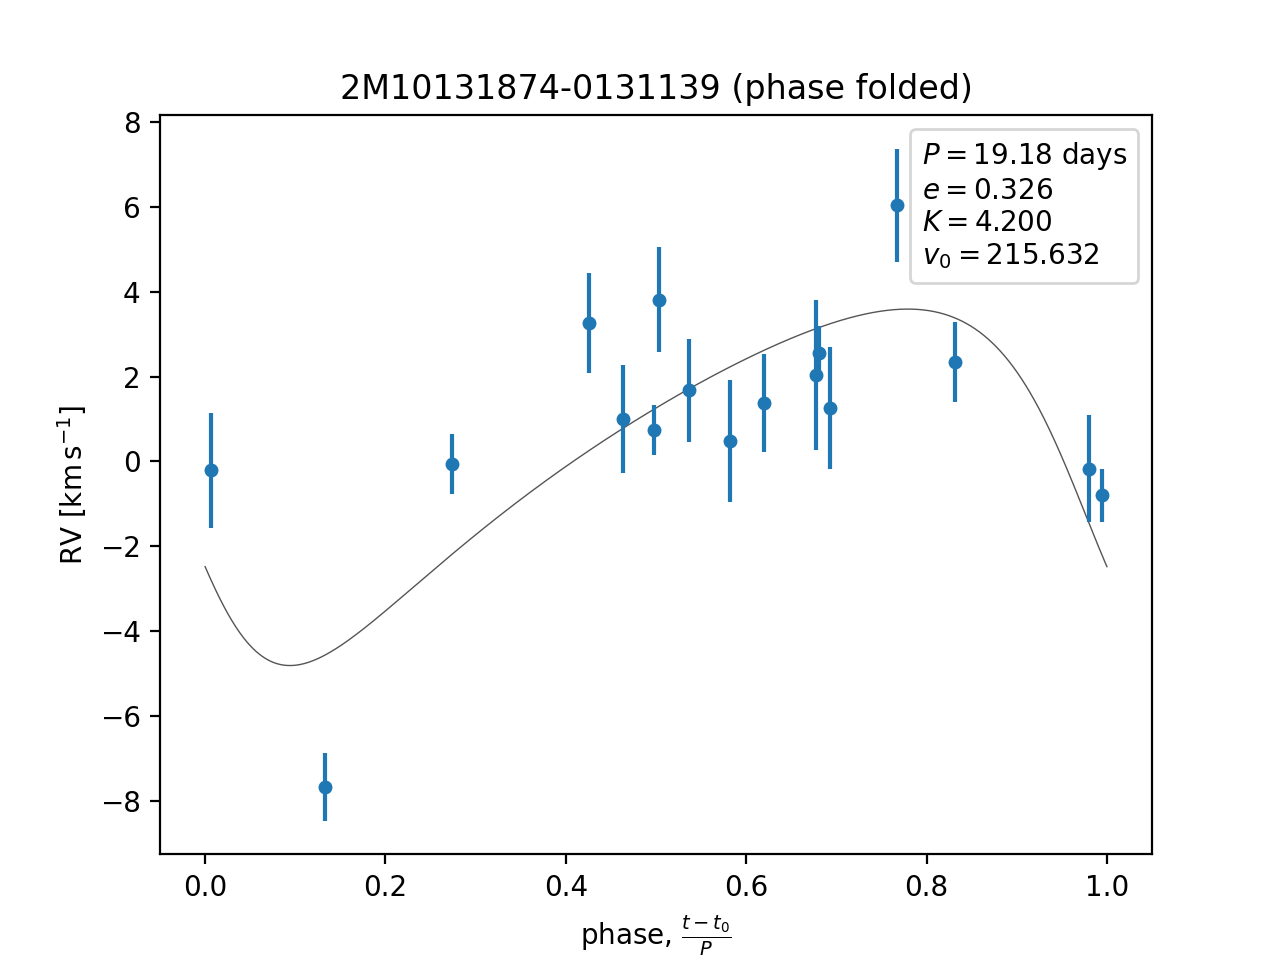 2M10131874-0131139 (phase folded)
P = 19.18 days
e = 0.326
K = 4.200
v₀ = 215.632
8
6
4
2
0
−2
−4
−6
−8
RV [km s⁻¹]
0.0 0.2 0.4 0.6 0.8 1.0
phase, (t − t₀)/P